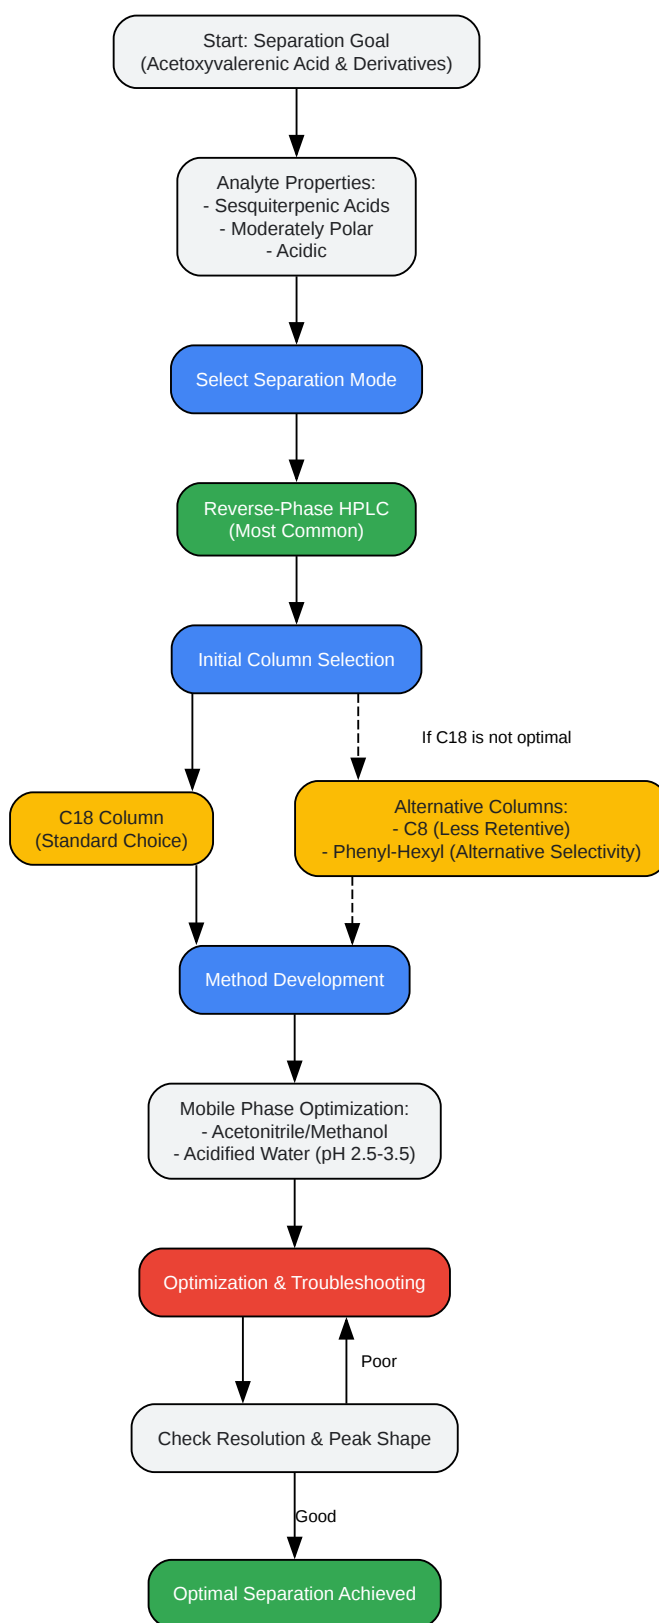 Start: Separation Goal
(Acetoxyvalerenic Acid & Derivatives)
Analyte Properties:
- Sesquiterpenic Acids
- Moderately Polar
- Acidic
Select Separation Mode
Reverse-Phase HPLC
(Most Common)
Initial Column Selection
If C18 is not optimal
C18 Column
(Standard Choice)
Alternative Columns:
- C8 (Less Retentive)
- Phenyl-Hexyl (Alternative Selectivity)
Method Development
Mobile Phase Optimization:
- Acetonitrile/Methanol
- Acidified Water (pH 2.5-3.5)
Optimization & Troubleshooting
Poor
Check Resolution & Peak Shape
Good
Optimal Separation Achieved